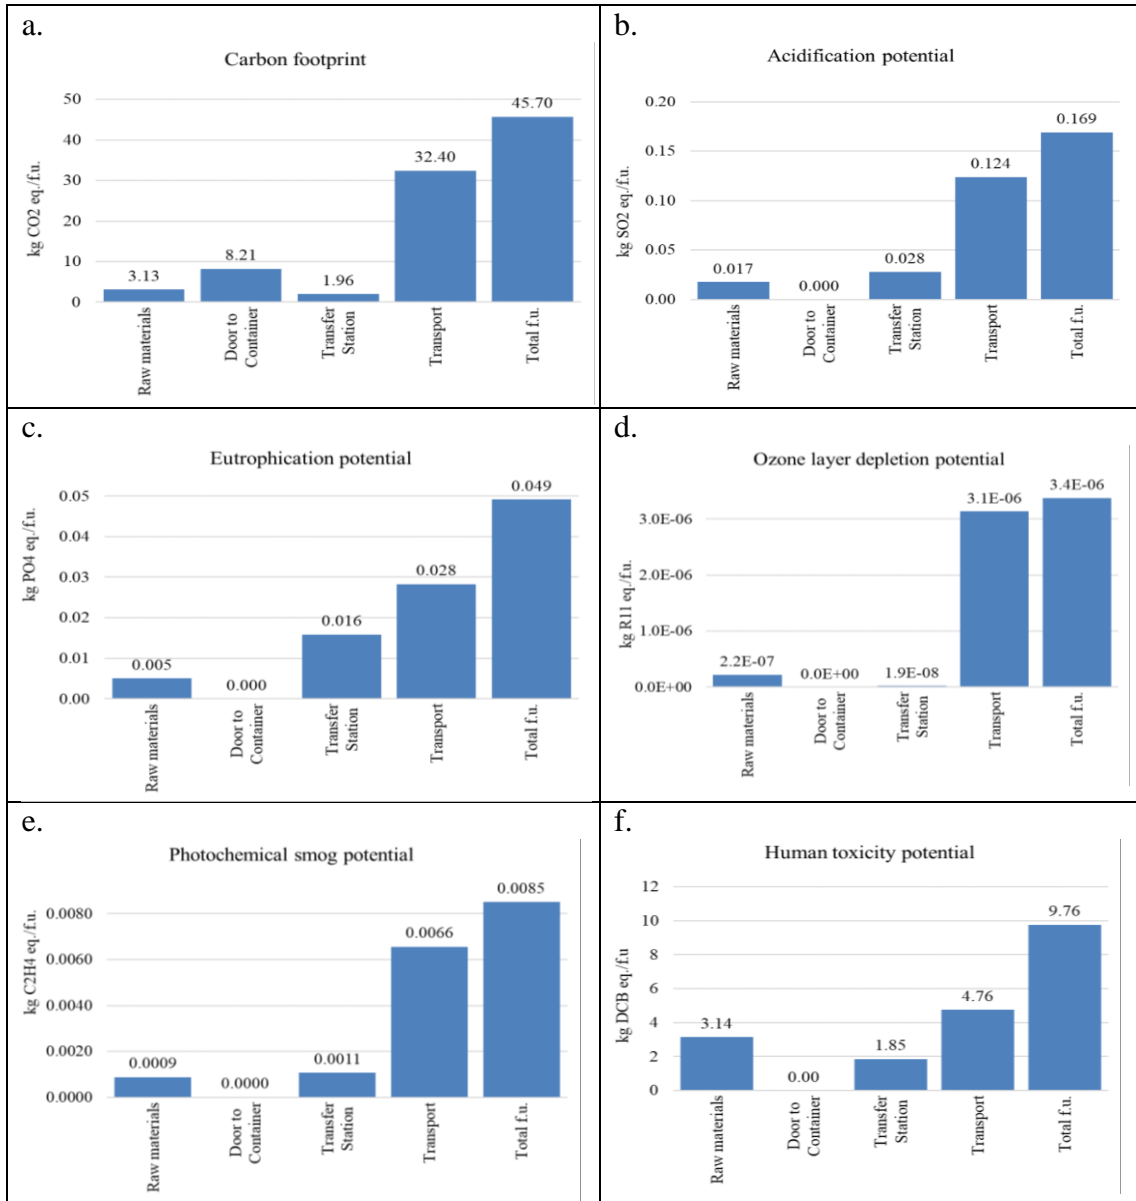 a.
Carbon footprint
kg CO2 eq./f.u.
50
40
30
20
10
0
3.13
8.21
1.96
32.40
45.70
Raw materials
Door to
Container
Transfer
Station
Transport
Total f.u.
b.
Acidification potential
kg SO2 eq./f.u.
0.20
0.15
0.10
0.05
0.00
0.017
0.000
0.028
0.124
0.169
Raw materials
Door to
Container
Transfer
Station
Transport
Total f.u.
c.
Eutrophication potential
kg PO4 eq./f.u.
0.05
0.04
0.03
0.02
0.01
0.00
0.005
0.000
0.016
0.028
0.049
Raw materials
Door to
Container
Transfer
Station
Transport
Total f.u.
d.
Ozone layer depletion potential
kg R11 eq./f.u.
3.0E-06
2.0E-06
1.0E-06
0.0E+00
2.2E-07
0.0E+00
1.9E-08
3.1E-06
3.4E-06
Raw materials
Door to
Container
Transfer
Station
Transport
Total f.u.
e.
Photochemical smog potential
kg C2H4 eq./f.u.
0.0080
0.0060
0.0040
0.0020
0.0000
0.0009
0.0000
0.0011
0.0066
0.0085
Raw materials
Door to
Container
Transfer
Station
Transport
Total f.u.
f.
Human toxicity potential
kg DCB eq./f.u
12
10
8
6
4
2
0
3.14
0.00
1.85
4.76
9.76
Raw materials
Door to
Container
Transfer
Station
Transport
Total f.u.